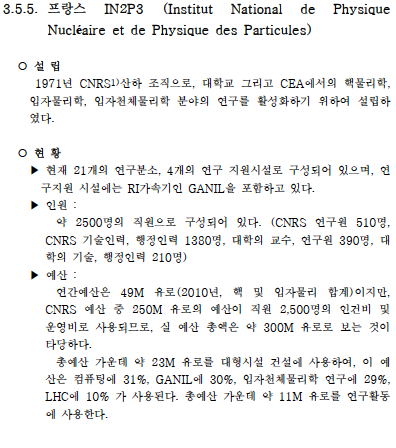 3.5.5. 프랑스 IN2P3 (Institut National de Physique
Nucléaire et de Physique des Particules)
○ 설 립
1971년 CNRS1)산하 조직으로, 대학교 그리고 CEA에서의 핵물리학,
입자물리학, 입자천체물리학 분야의 연구를 활성화하기 위하여 설립하
였다.
○ 현 황
▶ 현재 21개의 연구분소, 4개의 연구 지원시설로 구성되어 있으며, 연
구지원 시설에는 RI가속기인 GANIL을 포함하고 있다.
▶ 인원 :
약 2500명의 직원으로 구성되어 있다. (CNRS 연구원 510명,
CNRS 기술인력, 행정인력 1380명, 대학의 교수, 연구원 390명, 대
학의 기술, 행정인력 210명)
▶ 예산 :
연간예산은 49M 유로(2010년, 핵 및 입자물리 합계)이지만,
CNRS 예산 중 250M 유로의 예산이 직원 2,500명의 인건비 및
운영비로 사용되므로, 실 예산 총액은 약 300M 유로로 보는 것이
타당하다.
총예산 가운데 약 23M 유로를 대형시설 건설에 사용하여, 이 예
산은 컴퓨팅에 31%, GANIL에 30%, 입자천체물리학 연구에 29%,
LHC에 10% 가 사용된다. 총예산 가운데 약 11M 유로를 연구활동
에 사용한다.